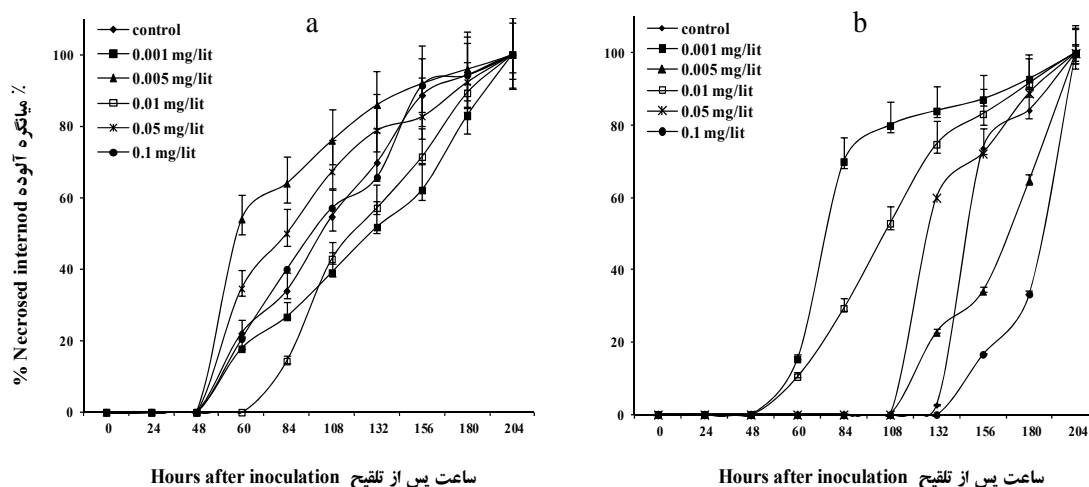 a
control
0.001 mg/lit
0.005 mg/lit
0.01 mg/lit
0.05 mg/lit
0.1 mg/lit
% Necrosed internod میانگره آلوده %
100
80
60
40
20
0
0 24 48 60 84 108 132 156 180 204
Hours after inoculation ساعت پس از تلقیح
b
control
0.001 mg/lit
0.005 mg/lit
0.01 mg/lit
0.05 mg/lit
0.1 mg/lit
100
80
60
40
20
0
0 24 48 60 84 108 132 156 180 204
Hours after inoculation ساعت پس از تلقیح